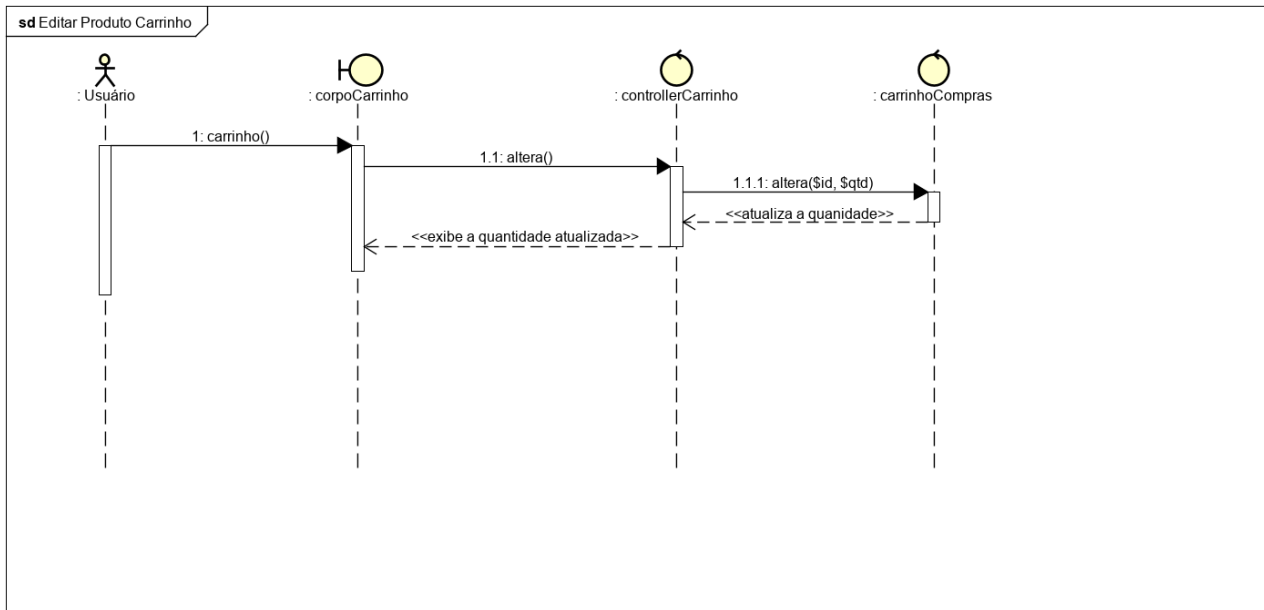 sd Editar Produto Carrinho
: Usuário
: corpoCarrinho
: controllerCarrinho
: carrinhoCompras
1: carrinho()
1.1: altera()
1.1.1: altera($id, $qtd)
<<atualiza a quanidade>>
<<exibe a quantidade atualizada>>